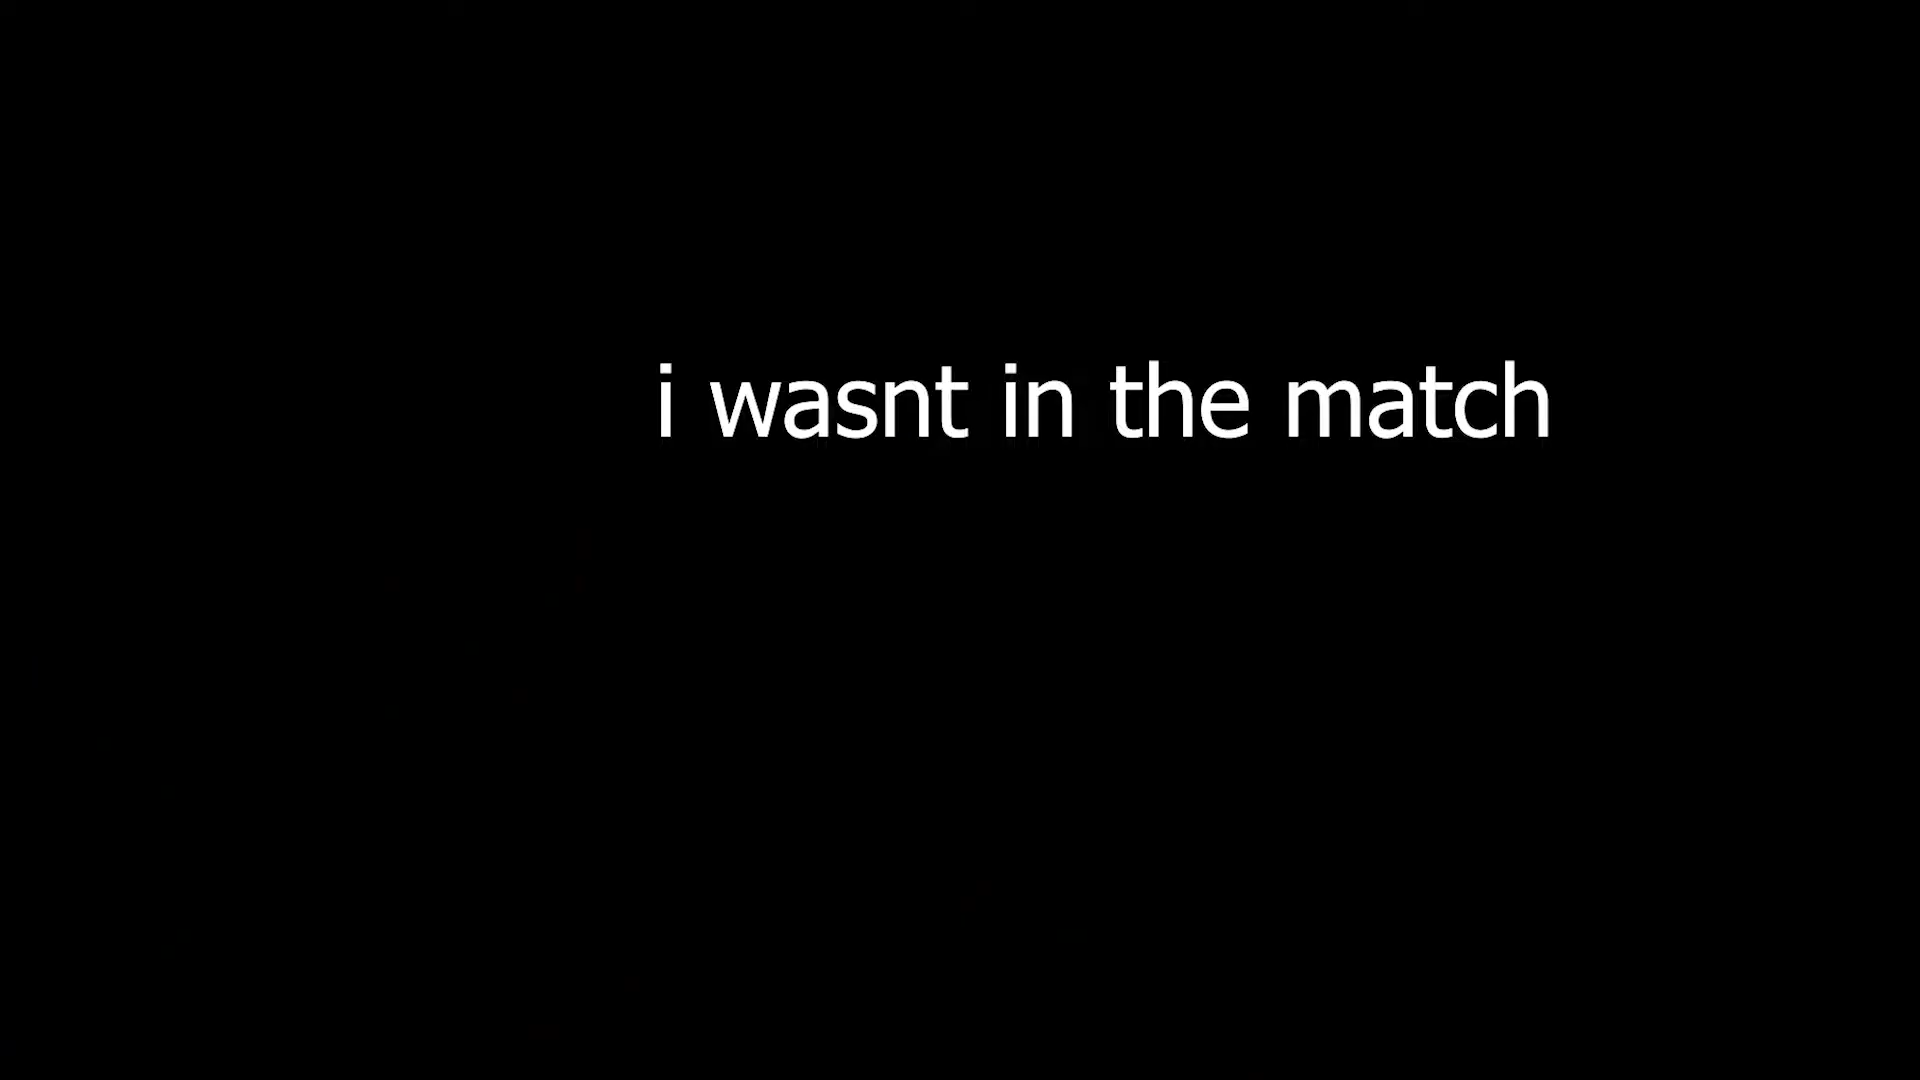 i wasnt in the match